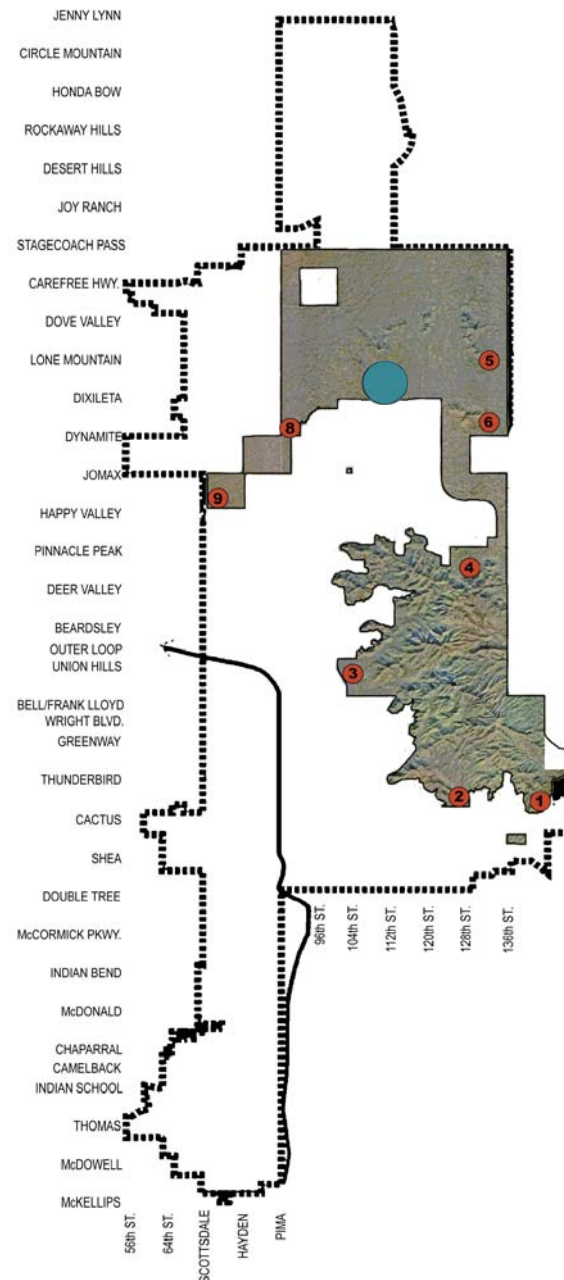 JENNY LYNN
CIRCLE MOUNTAIN
HONDA BOW
ROCKAWAY HILLS
DESERT HILLS
JOY RANCH
STAGECOACH PASS
CAREFREE HWY.
DOVE VALLEY
LONE MOUNTAIN
5
DIXILETA
6
8
DYNAMITE
JOMAX
9
HAPPY VALLEY
PINNACLE PEAK
4
DEER VALLEY
BEARDSLEY
OUTER LOOP
UNION HILLS
3
BELL/FRANK LLOYD
WRIGHT BLVD.
GREENWAY
THUNDERBIRD
2
1
CACTUS
SHEA
DOUBLE TREE
96th ST.
104th ST.
112th ST.
120th ST.
128th ST.
136th ST.
McCORMICK PKWY.
INDIAN BEND
McDONALD
CHAPARRAL
CAMELBACK
INDIAN SCHOOL
THOMAS
McDOWELL
McKELLIPS
56th ST.
64th ST.
SCOTTSDALE
HAYDEN
PIMA